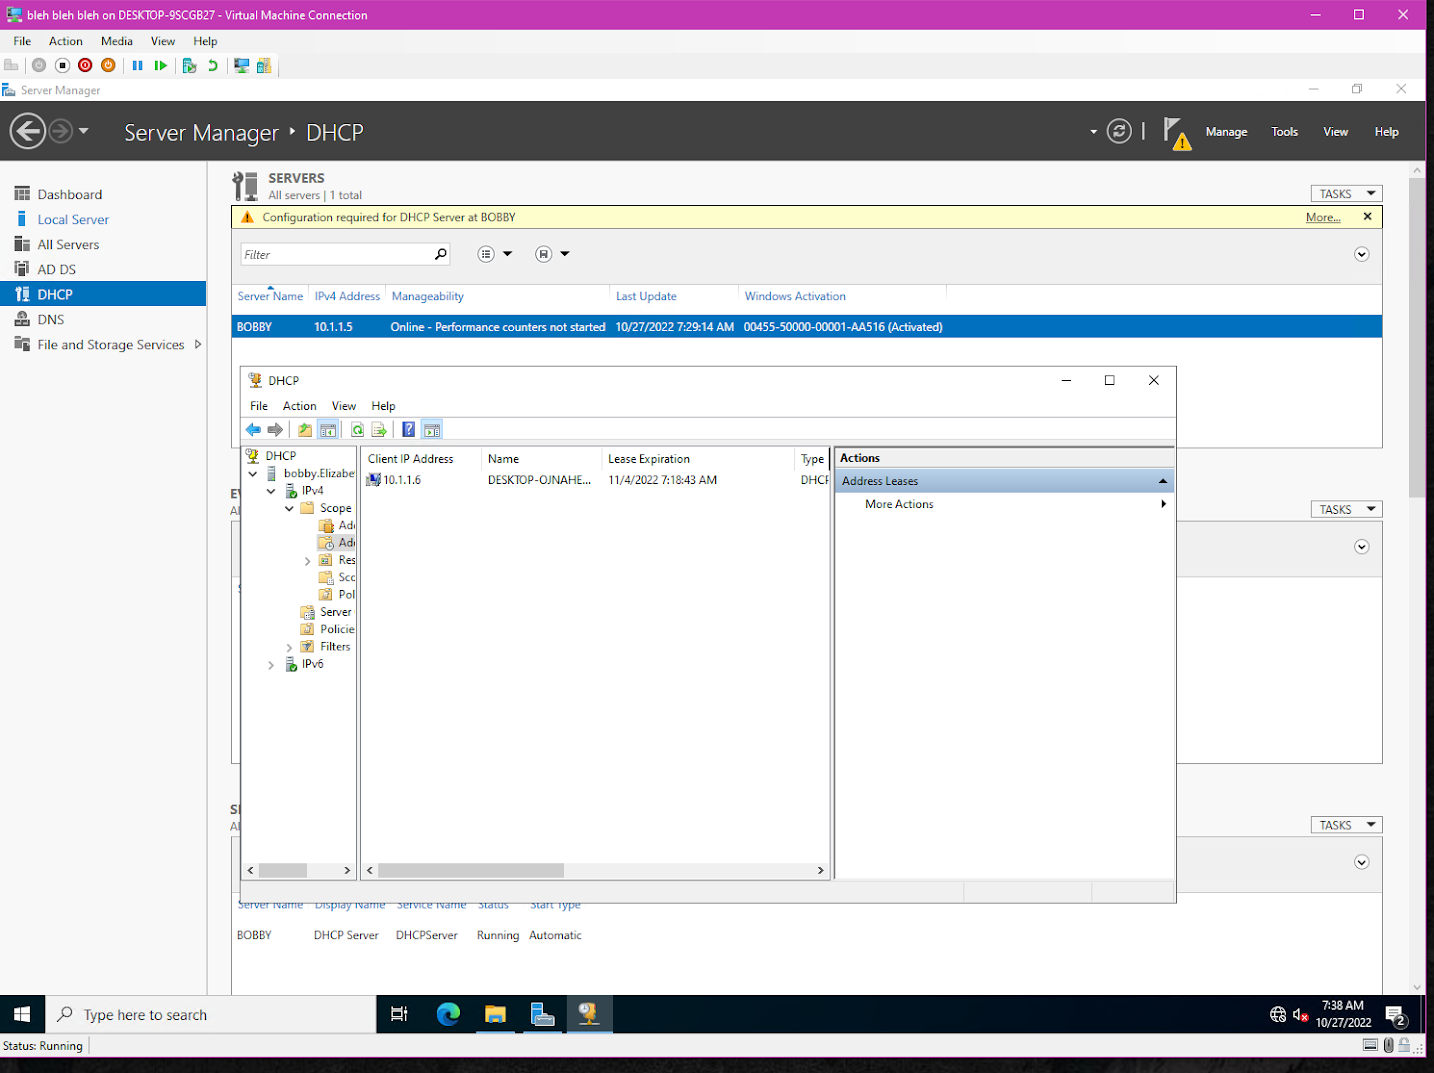 bleh bleh bleh on DESKTOP-9SCGB27 - Virtual Machine Connection
File Action Media View Help
Server Manager
Server Manager ‣ DHCP
Manage Tools View Help
Dashboard
Local Server
All Servers
AD DS
DHCP
DNS
File and Storage Services
SERVERS
All servers | 1 total
TASKS
Configuration required for DHCP Server at BOBBY
More...
Filter
Server Name IPv4 Address Manageability Last Update Windows Activation
BOBBY 10.1.1.5 Online - Performance counters not started 10/27/2022 7:29:14 AM 00455-50000-00001-AA516 (Activated)
DHCP
File Action View Help
DHCP
bobby.Elizabe
IPv4
Scope
Add
Add
Res
Sco
Pol
Server
Policie
Filters
IPv6
Client IP Address Name Lease Expiration Type
10.1.1.6 DESKTOP-OJNAHE... 11/4/2022 7:18:43 AM DHCP
Actions
Address Leases
More Actions
TASKS
TASKS
Server Name Display Name Service Name Status Start Type
BOBBY DHCP Server DHCPServer Running Automatic
Type here to search
7:38 AM
10/27/2022
2
Status: Running